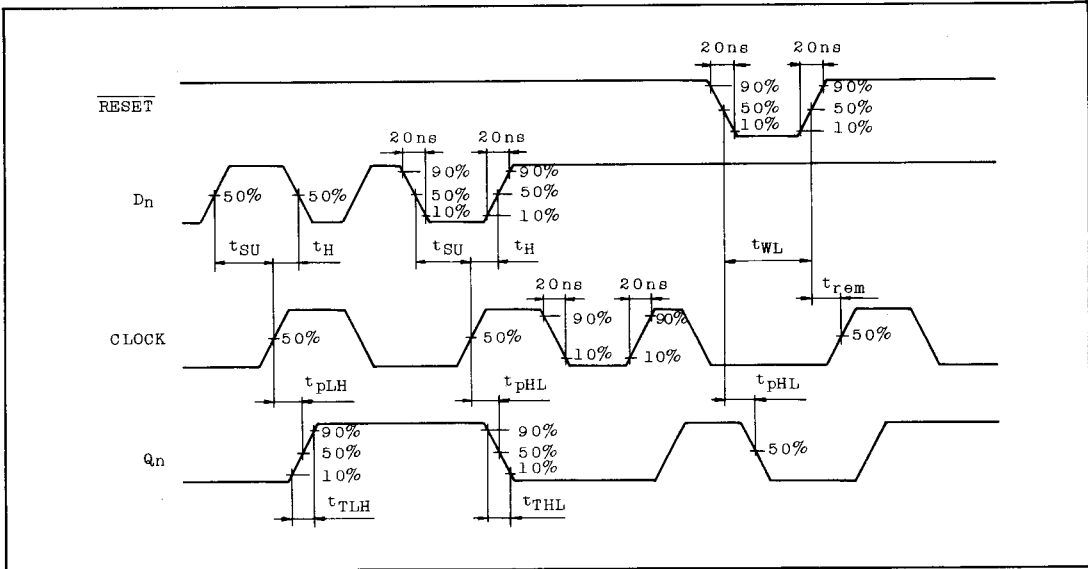 20ns 20ns
RESET
90% 90%
50% 50%
10% 10%
20ns 20ns
Dn
90% 90%
50% 50% 50% 50%
10% 10%
tSU tH tSU tH
tWL
20ns 20ns
trem
CLOCK
90% 90%
50% 50% 50%
10% 10%
tpLH tpHL tpHL
Qn
90% 90%
50% 50% 50%
10% 10%
tTLH tTHL